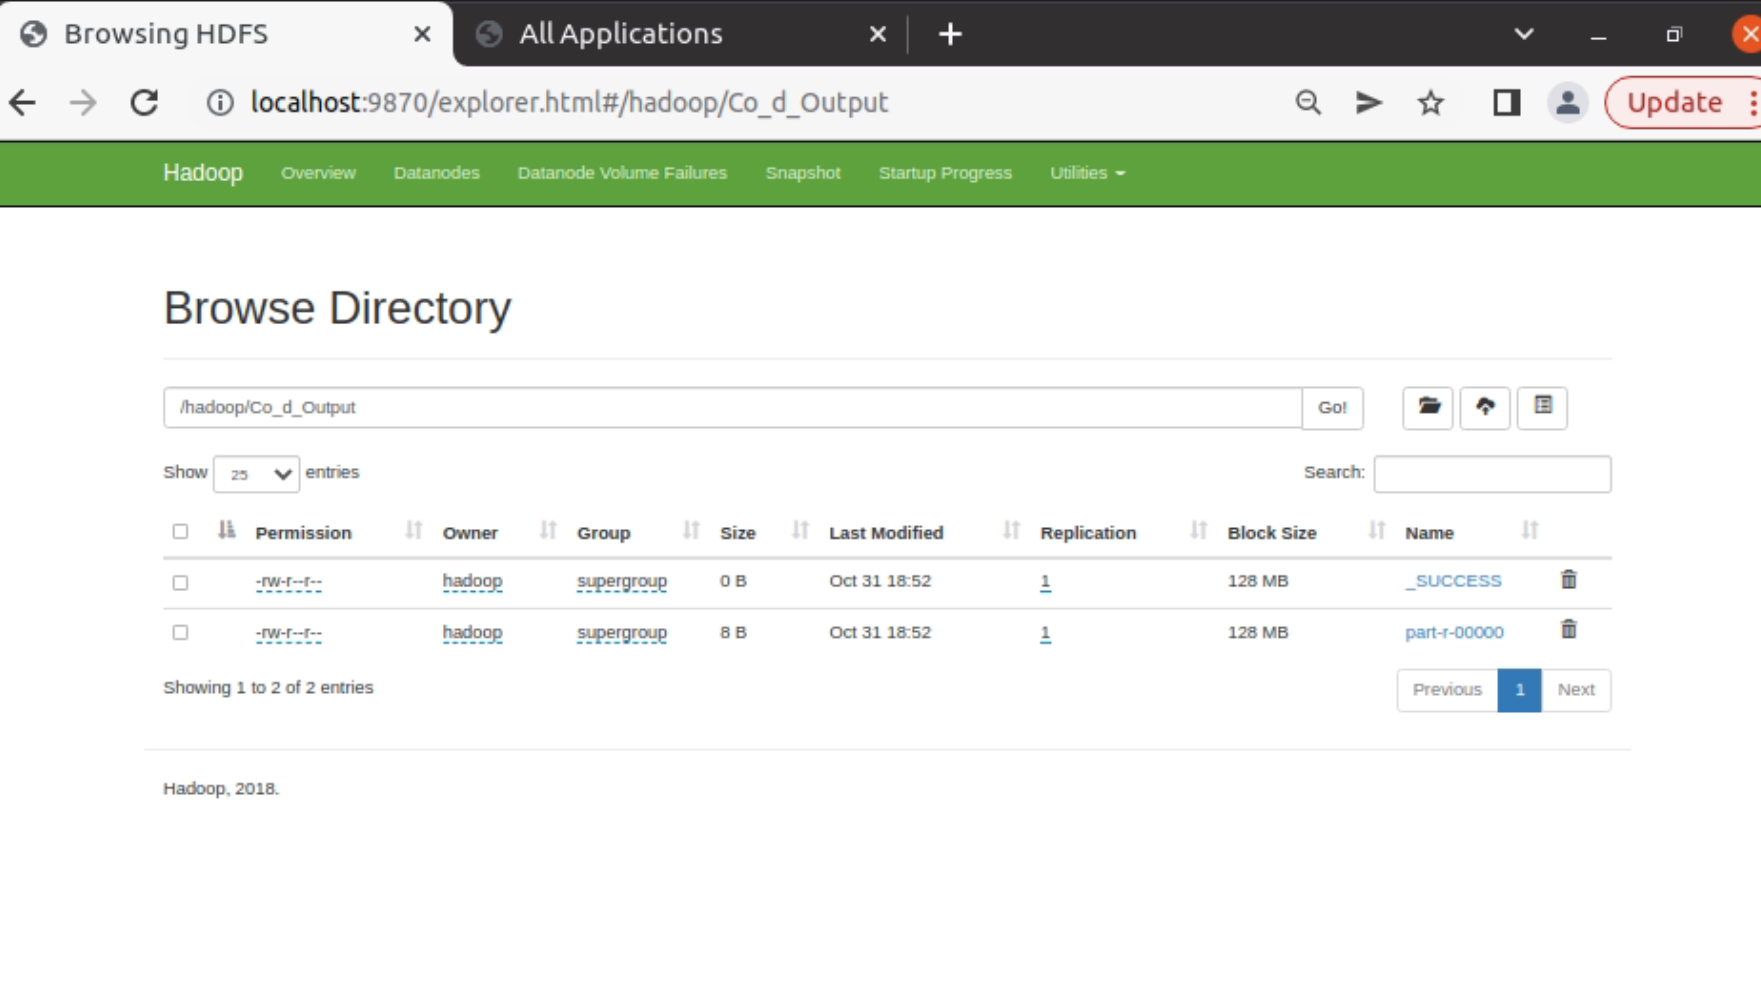 Browsing HDFS All Applications
localhost:9870/explorer.html#/hadoop/Co_d_Output Update
Hadoop Overview Datanodes Datanode Volume Failures Snapshot Startup Progress Utilities
Browse Directory
/hadoop/Co_d_Output Go!
Show 25 entries Search:
Permission Owner Group Size Last Modified Replication Block Size Name
-rw-r--r-- hadoop supergroup 0 B Oct 31 18:52 1 128 MB _SUCCESS
-rw-r--r-- hadoop supergroup 8 B Oct 31 18:52 1 128 MB part-r-00000
Showing 1 to 2 of 2 entries Previous 1 Next
Hadoop, 2018.